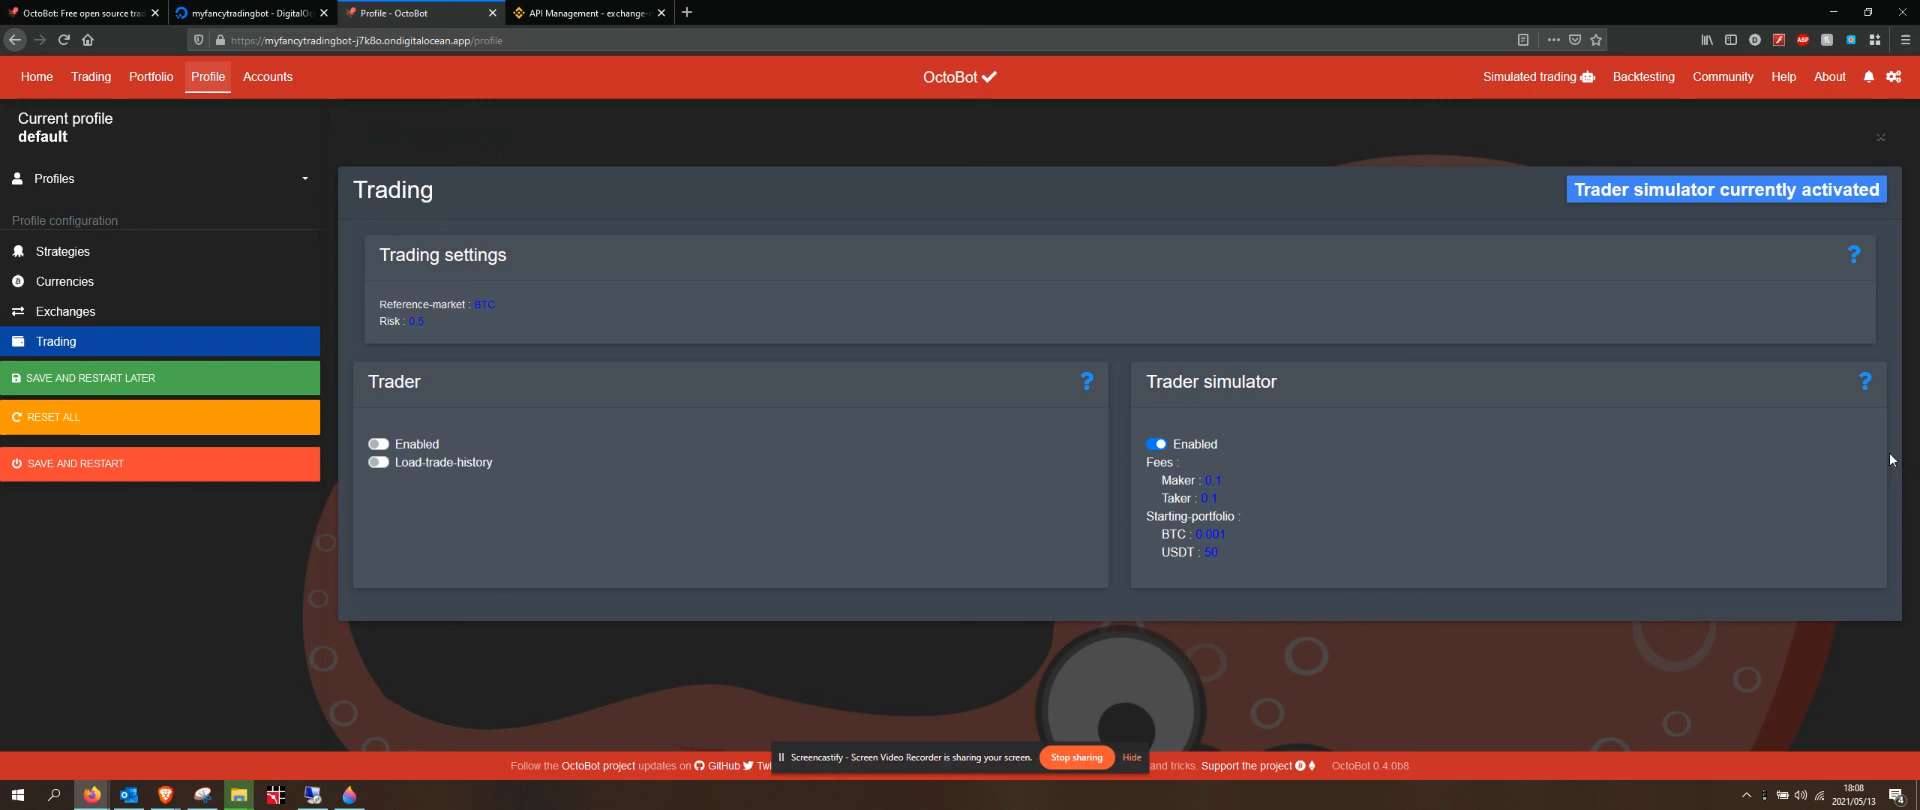 OctoBot: Free open source trad
myfancytradingbot - DigitalOc
Profile - OctoBot
API Management - exchange-
https://myfancytradingbot-j7k8o.ondigitalocean.app/profile
ABP
Home
Trading
Portfolio
Profile
Accounts
OctoBot
Simulated trading
Backtesting
Community
Help
About
Current profile
default
Profiles
Profile configuration
Strategies
Currencies
Exchanges
Trading
SAVE AND RESTART LATER
RESET ALL
SAVE AND RESTART
Trading
Trader simulator currently activated
Trading settings
?
Reference-market : BTC
Risk : 0.5
Trader
?
Enabled
Load-trade-history
Trader simulator
?
Enabled
Fees :
Maker : 0.1
Taker : 0.1
Starting-portfolio :
BTC : 0.001
USDT : 50
Follow the OctoBot project updates on GitHub Twi
Screencastify - Screen Video Recorder is sharing your screen.
Stop sharing
Hide
and tricks. Support the project
OctoBot 0.4.0b8
18:08
2021/05/13
4